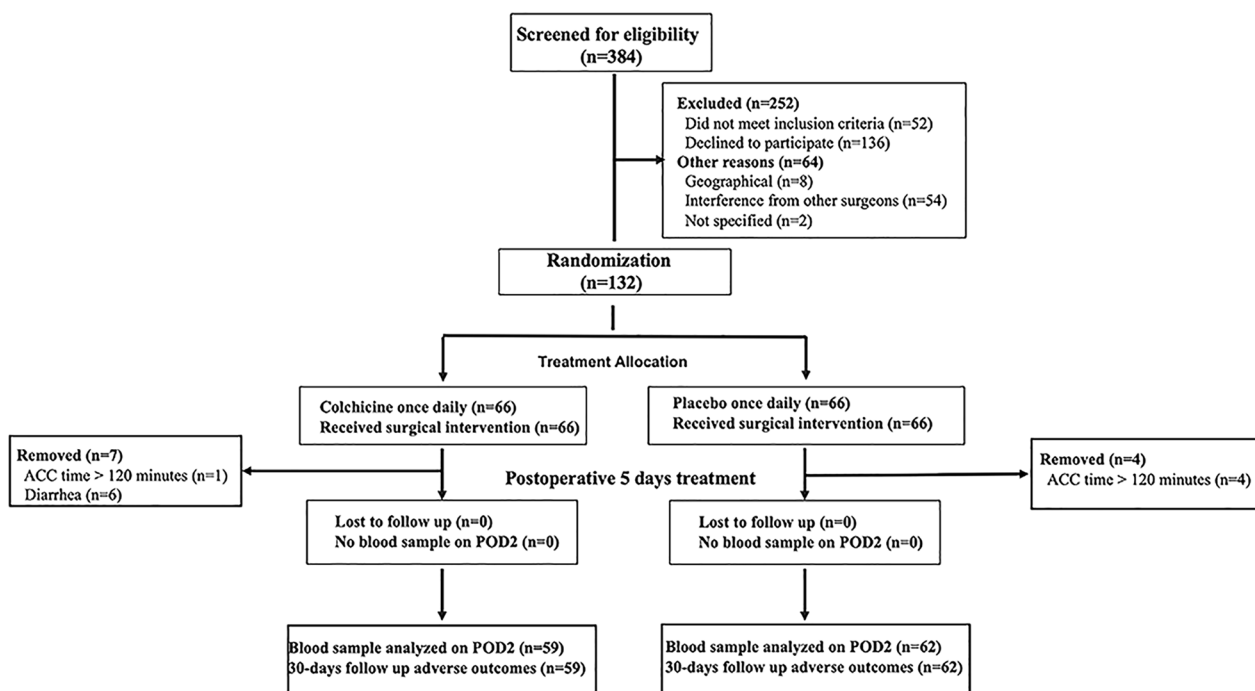 Screened for eligibility
(n=384)
Excluded (n=252)
Did not meet inclusion criteria (n=52)
Declined to participate (n=136)
Other reasons (n=64)
Geographical (n=8)
Interference from other surgeons (n=54)
Not specified (n=2)
Randomization
(n=132)
Treatment Allocation
Colchicine once daily (n=66)
Received surgical intervention (n=66)
Placebo once daily (n=66)
Received surgical intervention (n=66)
Removed (n=7)
ACC time > 120 minutes (n=1)
Diarrhea (n=6)
Postoperative 5 days treatment
Removed (n=4)
ACC time > 120 minutes (n=4)
Lost to follow up (n=0)
No blood sample on POD2 (n=0)
Lost to follow up (n=0)
No blood sample on POD2 (n=0)
Blood sample analyzed on POD2 (n=59)
30-days follow up adverse outcomes (n=59)
Blood sample analyzed on POD2 (n=62)
30-days follow up adverse outcomes (n=62)